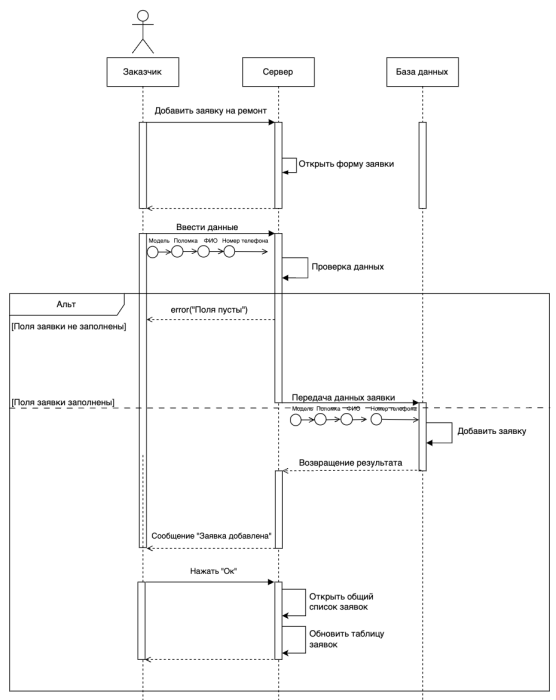 Заказчик
Сервер
База данных
Добавить заявку на ремонт
Открыть форму заявки
Ввести данные
Модель Поломка ФИО Номер телефона
Проверка данных
Альт
error("Поля пусты")
[Поля заявки не заполнены]
Передача данных заявки
[Поля заявки заполнены]
Модель Поломка ФИО Номер телефона
Добавить заявку
Возвращение результата
Сообщение "Заявка добавлена"
Нажать "Ок"
Открыть общий
список заявок
Обновить таблицу
заявок